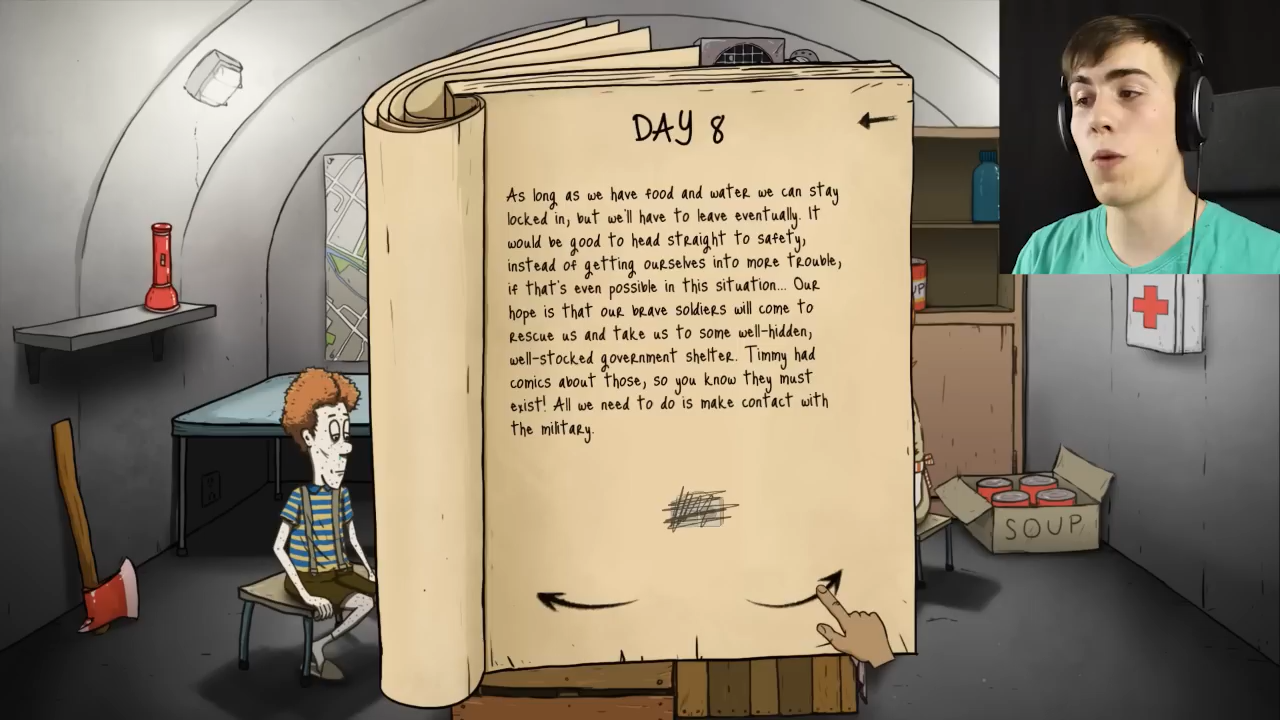 DAY 8
As long as we have food and water we can stay
locked in, but we'll have to leave eventually. It
would be good to head straight to safety,
instead of getting ourselves into more trouble,
if that's even possible in this situation... Our
hope is that our brave soldiers will come to
rescue us and take us to some well-hidden,
well-stocked government shelter. Timmy had
comics about those, so you know they must
exist! All we need to do is make contact with
the military.
UP
SOUP